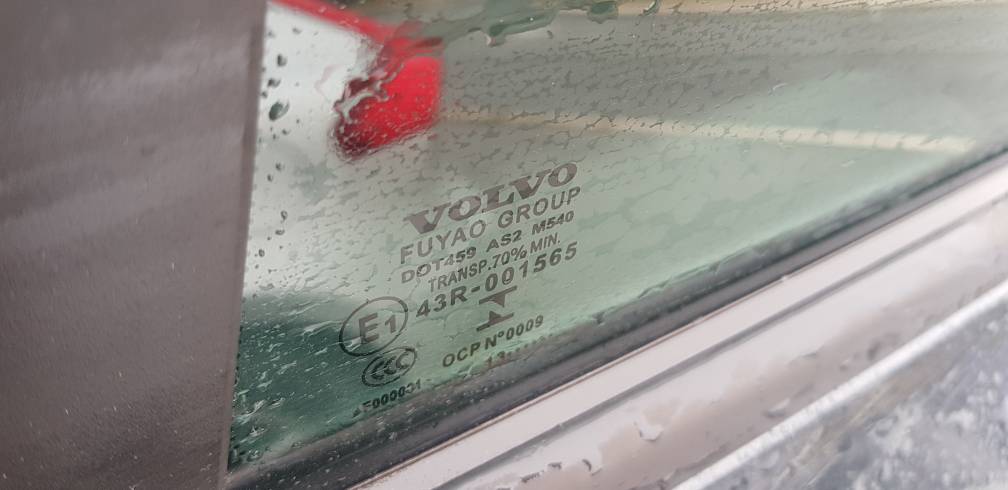 VOLVO
FUYAO GROUP
DOT459 AS2 M540
TRANSP.70% MIN.
43R-001565
E1
CCC
OCP N°0009